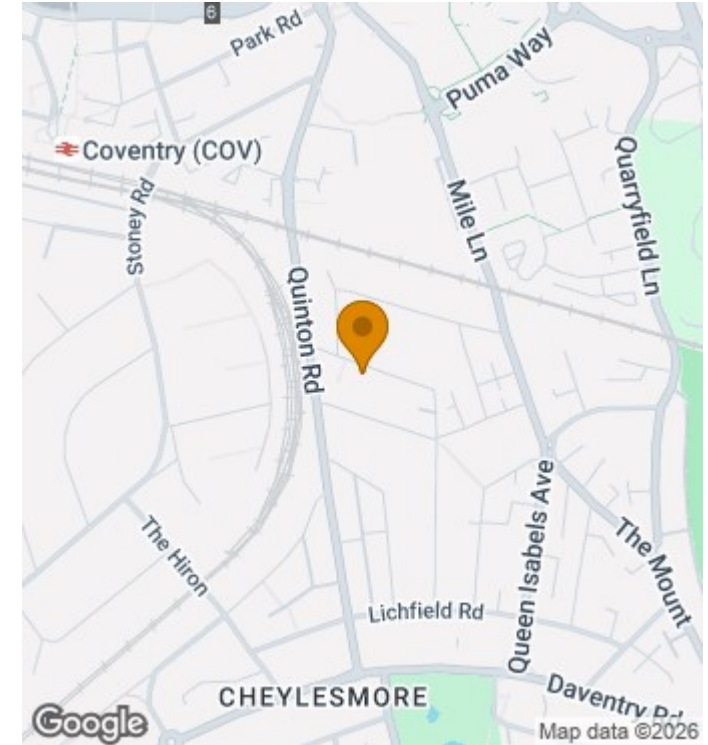 6
Park Rd
Puma Way
Coventry (COV)
Stoney Rd
Mile Ln
Quarryfield Ln
Quinton Rd
The Hiron
Queen Isabels Ave
The Mount
Lichfield Rd
CHEYLESMORE
Daventry Rd
Google
Map data ©2026